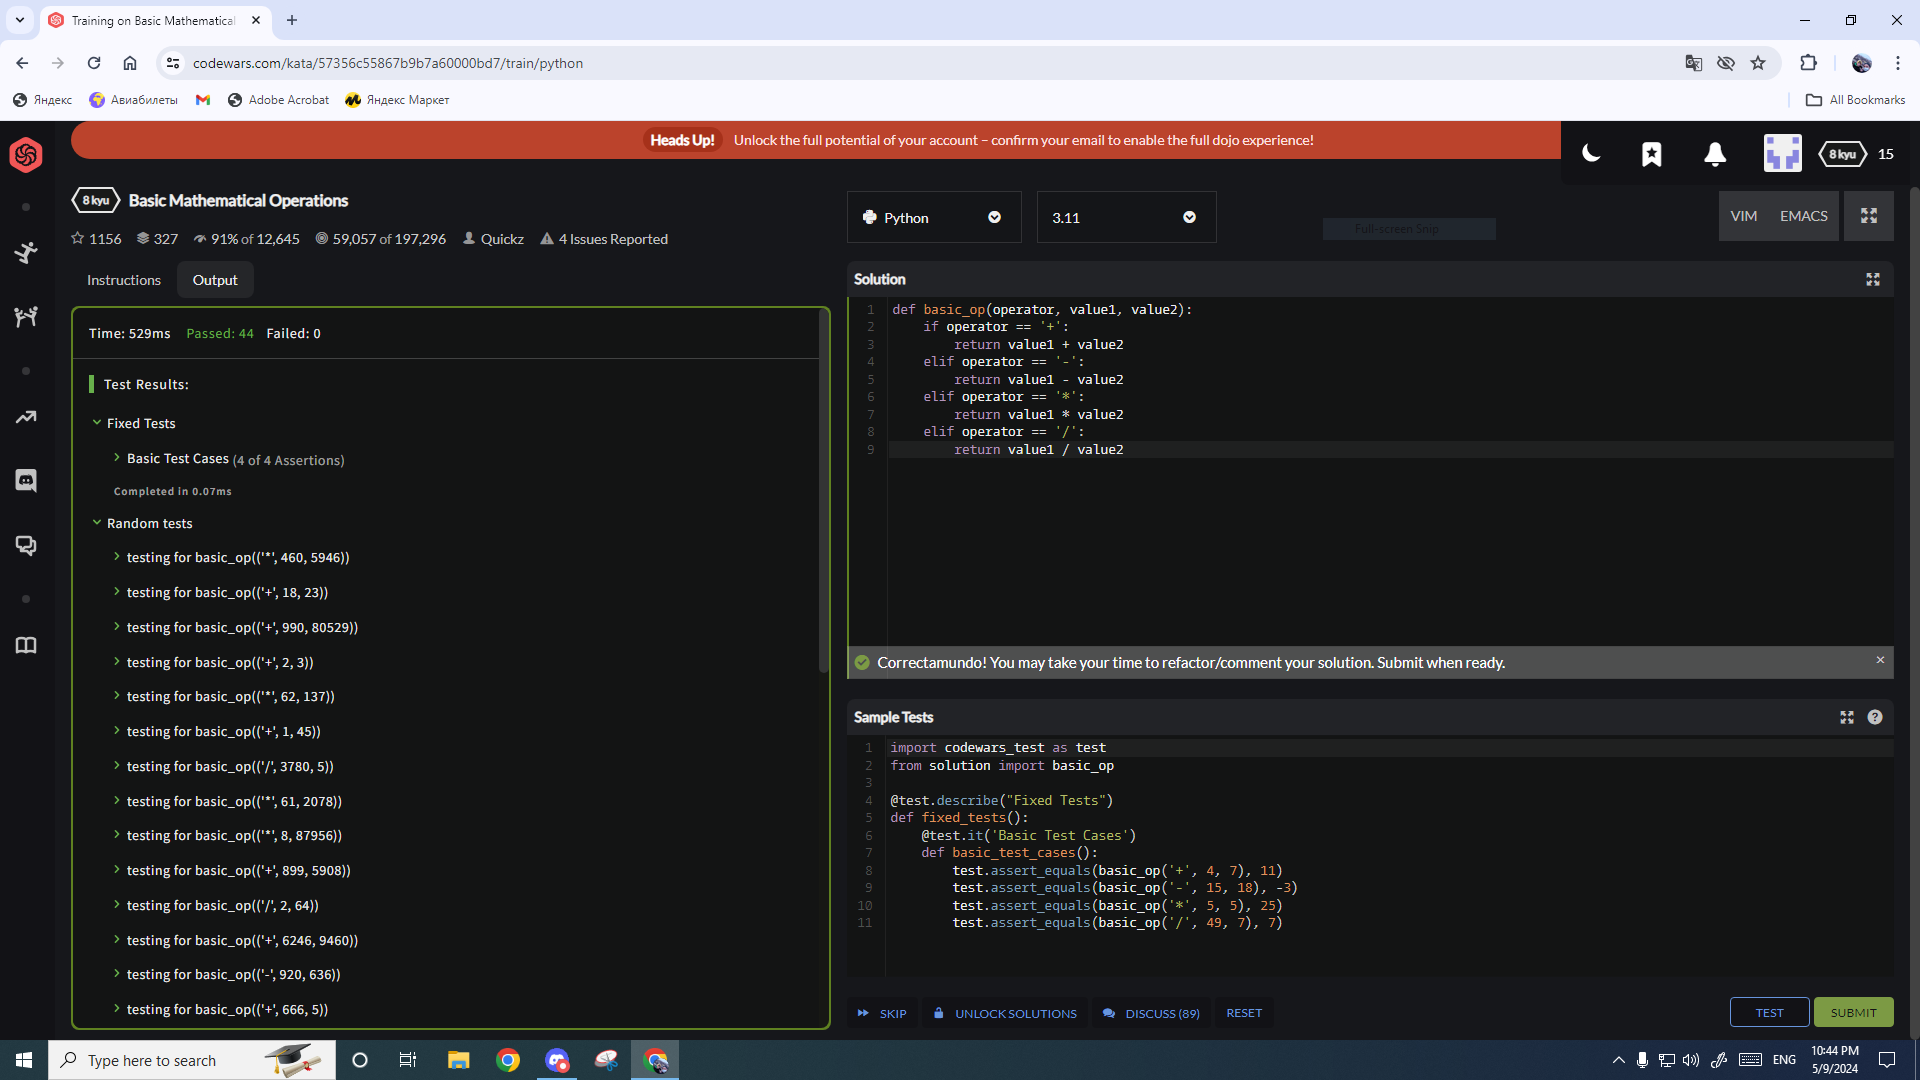 Training on Basic Mathematical
codewars.com/kata/57356c55867b9b7a60000bd7/train/python
Яндекс
Авиабилеты
Adobe Acrobat
Яндекс Маркет
All Bookmarks
Heads Up! Unlock the full potential of your account – confirm your email to enable the full dojo experience!
8 kyu 15
8 kyu Basic Mathematical Operations
1156 327 91% of 12,645 59,057 of 197,296 Quickz 4 Issues Reported
Python
3.11
Full-screen Snip
VIM EMACS
Instructions
Output
Time: 529ms Passed: 44 Failed: 0
Test Results:
Fixed Tests
Basic Test Cases (4 of 4 Assertions)
Completed in 0.07ms
Random tests
testing for basic_op(('*', 460, 5946))
testing for basic_op(('+', 18, 23))
testing for basic_op(('+', 990, 80529))
testing for basic_op(('+', 2, 3))
testing for basic_op(('*', 62, 137))
testing for basic_op(('+', 1, 45))
testing for basic_op(('/', 3780, 5))
testing for basic_op(('*', 61, 2078))
testing for basic_op(('*', 8, 87956))
testing for basic_op(('+', 899, 5908))
testing for basic_op(('/', 2, 64))
testing for basic_op(('+', 6246, 9460))
testing for basic_op(('-', 920, 636))
testing for basic_op(('+', 666, 5))
Solution
1 def basic_op(operator, value1, value2):
2 if operator == '+':
3 return value1 + value2
4 elif operator == '-':
5 return value1 - value2
6 elif operator == '*':
7 return value1 * value2
8 elif operator == '/':
9 return value1 / value2
Correctamundo! You may take your time to refactor/comment your solution. Submit when ready.
Sample Tests
1 import codewars_test as test
2 from solution import basic_op
3
4 @test.describe("Fixed Tests")
5 def fixed_tests():
6 @test.it('Basic Test Cases')
7 def basic_test_cases():
8 test.assert_equals(basic_op('+', 4, 7), 11)
9 test.assert_equals(basic_op('-', 15, 18), -3)
10 test.assert_equals(basic_op('*', 5, 5), 25)
11 test.assert_equals(basic_op('/', 49, 7), 7)
SKIP
UNLOCK SOLUTIONS
DISCUSS (89)
RESET
TEST
SUBMIT
Type here to search
ENG
10:44 PM
5/9/2024